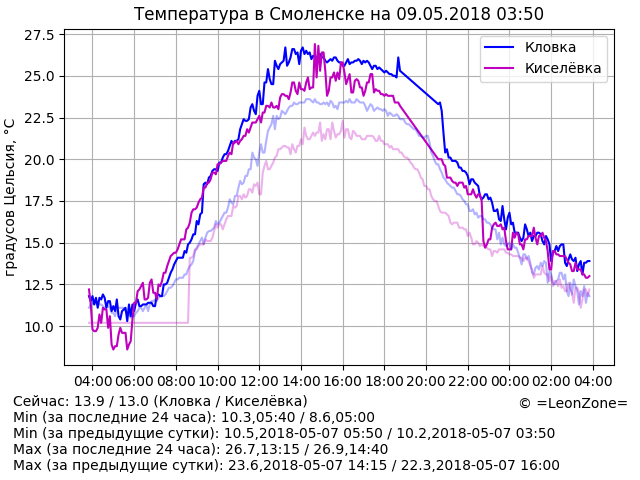 Температура в Смоленске на 09.05.2018 03:50
27.5
25.0
22.5
20.0
17.5
15.0
12.5
10.0
градусов Цельсия, °C
Кловка
Киселёвка
04:00 06:00 08:00 10:00 12:00 14:00 16:00 18:00 20:00 22:00 00:00 02:00 04:00
Сейчас: 13.9 / 13.0 (Кловка / Киселёвка)
© =LeonZone=
Min (за последние 24 часа): 10.3,05:40 / 8.6,05:00
Min (за предыдущие сутки): 10.5,2018-05-07 05:50 / 10.2,2018-05-07 03:50
Max (за последние 24 часа): 26.7,13:15 / 26.9,14:40
Max (за предыдущие сутки): 23.6,2018-05-07 14:15 / 22.3,2018-05-07 16:00